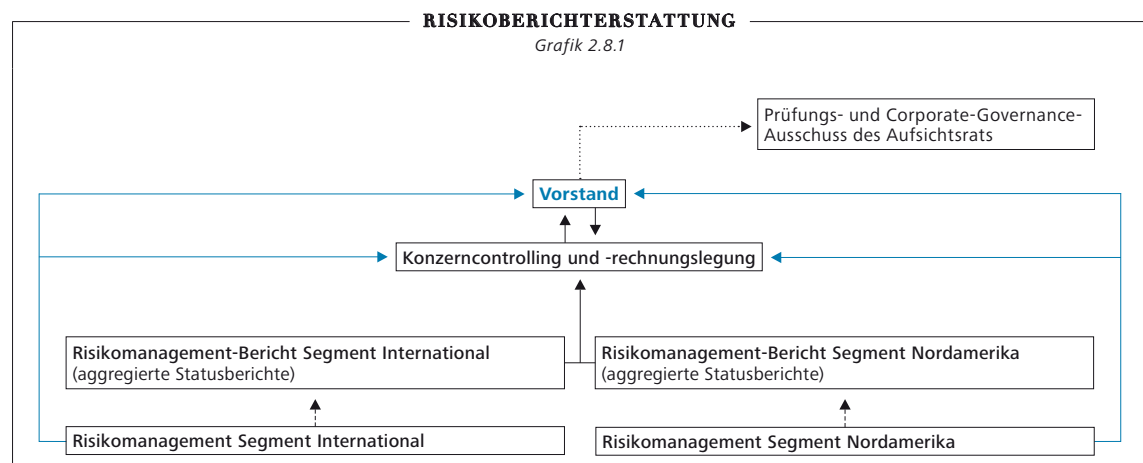 RISIKOBERICHTERSTATTUNG
Grafik 2.8.1
Prüfungs- und Corporate-Governance-
Ausschuss des Aufsichtsrats
Vorstand
Konzerncontrolling und -rechnungslegung
Risikomanagement-Bericht Segment International
(aggregierte Statusberichte)
Risikomanagement-Bericht Segment Nordamerika
(aggregierte Statusberichte)
Risikomanagement Segment International
Risikomanagement Segment Nordamerika